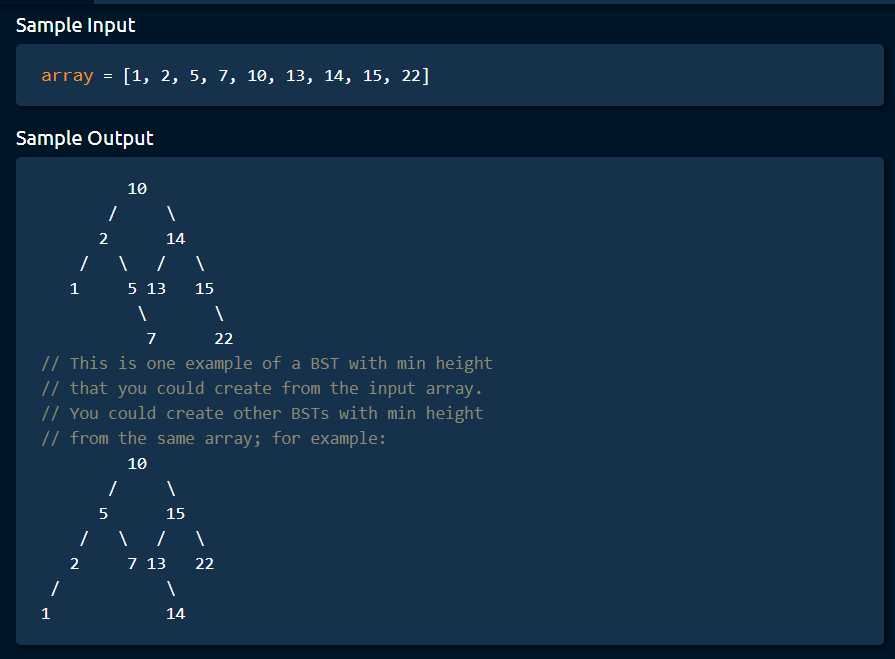 Sample Input
array = [1, 2, 5, 7, 10, 13, 14, 15, 22]
Sample Output
         10
       /     \
      2      14
    /   \   /   \
   1     5 13   15
          \       \
           7      22
// This is one example of a BST with min height
// that you could create from the input array.
// You could create other BSTs with min height
// from the same array; for example:
         10
       /     \
      5      15
    /   \   /   \
   2     7 13   22
 /           \
1            14